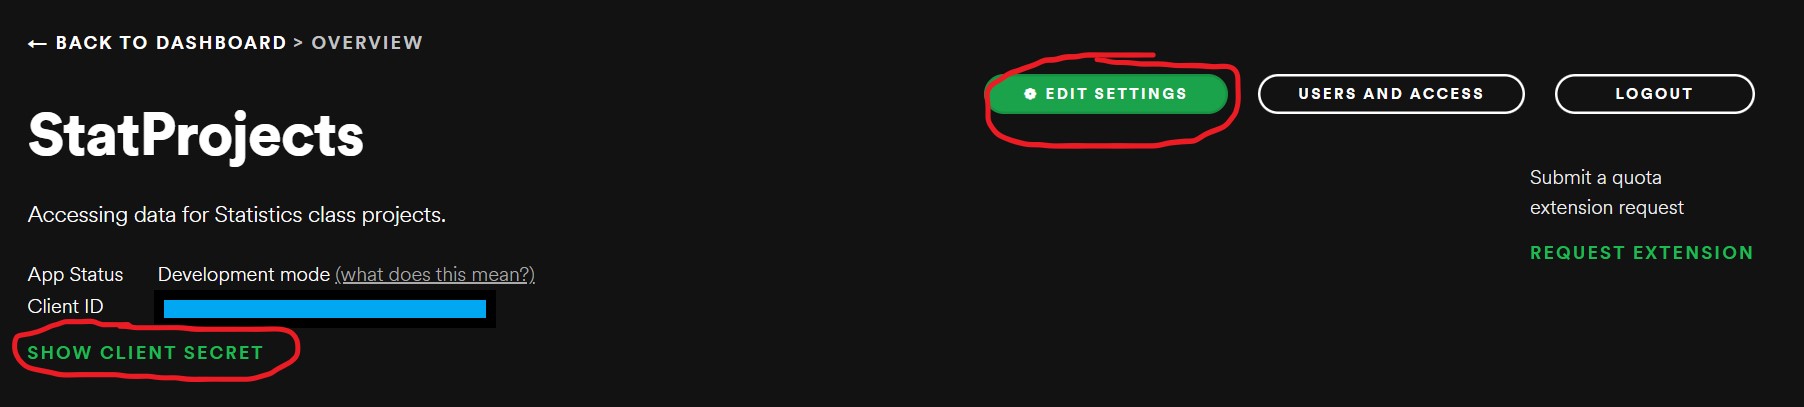 ← BACK TO DASHBOARD > OVERVIEW
EDIT SETTINGS
USERS AND ACCESS
LOGOUT
StatProjects
Submit a quota
extension request
REQUEST EXTENSION
Accessing data for Statistics class projects.
App Status Development mode (what does this mean?)
Client ID
SHOW CLIENT SECRET